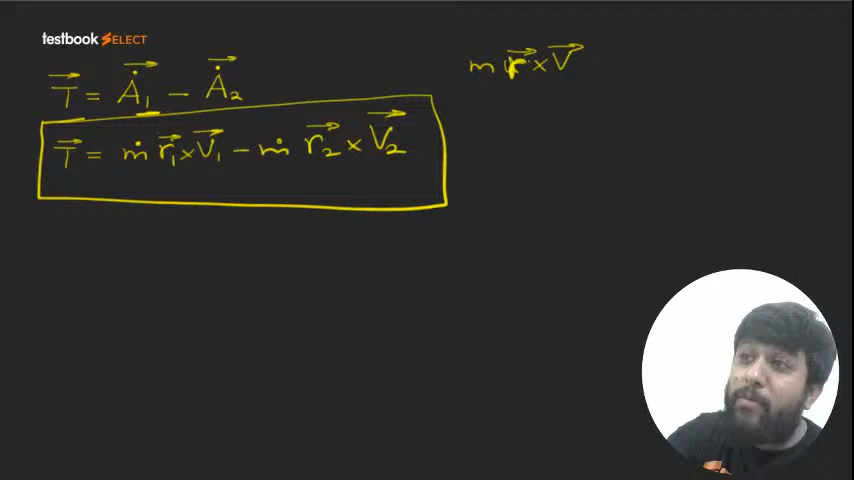 testbook SELECT
T⃗ = Ȧ⃗₁ − Ȧ⃗₂
m r⃗ × V⃗
T⃗ = ṁ r⃗₁ × V⃗₁ − ṁ r⃗₂ × V⃗₂